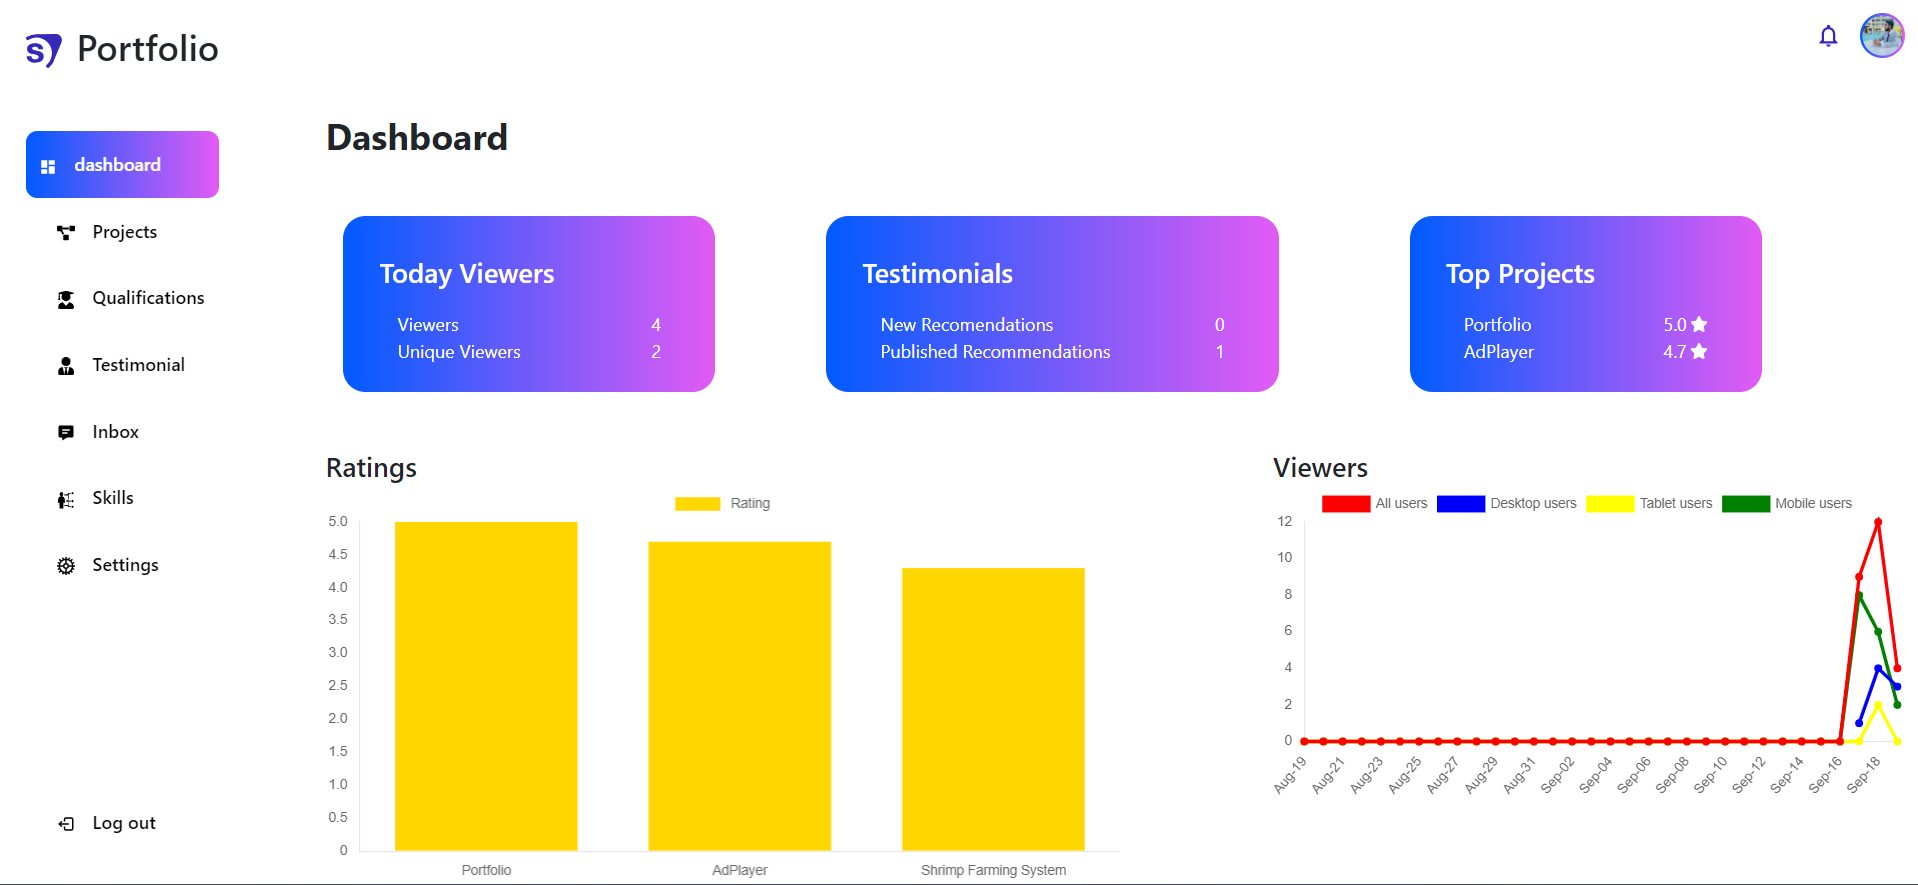 s7 Portfolio
dashboard
Projects
Qualifications
Testimonial
Inbox
Skills
Settings
Log out
Dashboard
Today Viewers
Viewers 4
Unique Viewers 2
Testimonials
New Recomendations 0
Published Recommendations 1
Top Projects
Portfolio 5.0
AdPlayer 4.7
Ratings
Rating
5.0
4.5
4.0
3.5
3.0
2.5
2.0
1.5
1.0
0.5
0
Portfolio AdPlayer Shrimp Farming System
Viewers
All users Desktop users Tablet users Mobile users
12
10
8
6
4
2
0
Aug-19 Aug-21 Aug-23 Aug-25 Aug-27 Aug-29 Aug-31 Sep-02 Sep-04 Sep-06 Sep-08 Sep-10 Sep-12 Sep-14 Sep-16 Sep-18